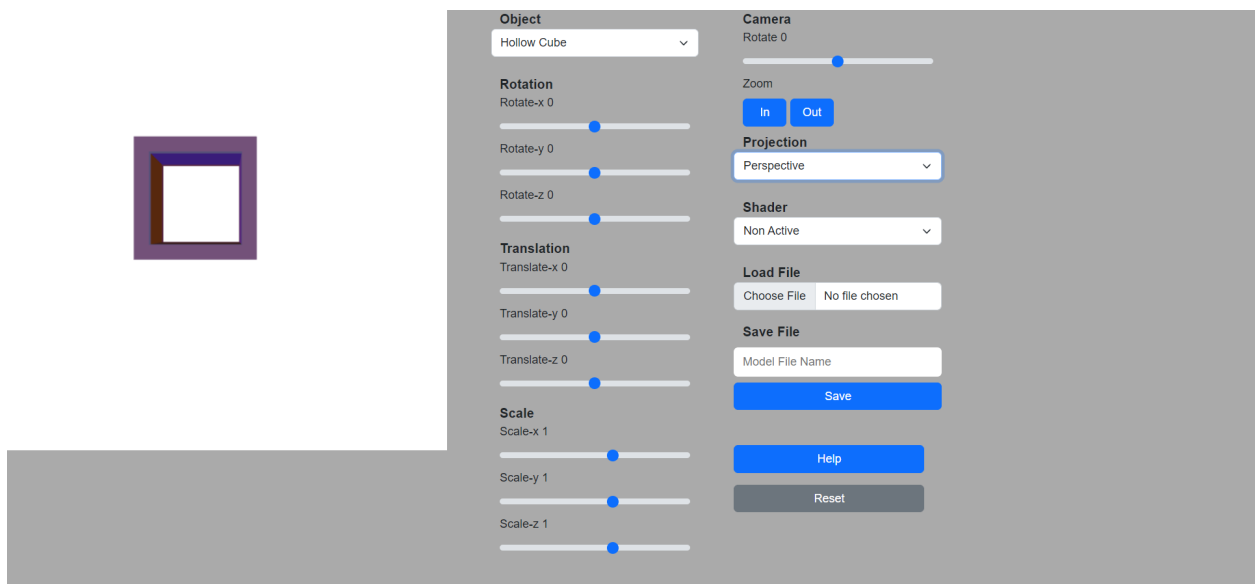 Object
Hollow Cube
Rotation
Rotate-x 0
Rotate-y 0
Rotate-z 0
Translation
Translate-x 0
Translate-y 0
Translate-z 0
Scale
Scale-x 1
Scale-y 1
Scale-z 1
Camera
Rotate 0
Zoom
In Out
Projection
Perspective
Shader
Non Active
Load File
Choose File No file chosen
Save File
Model File Name
Save
Help
Reset